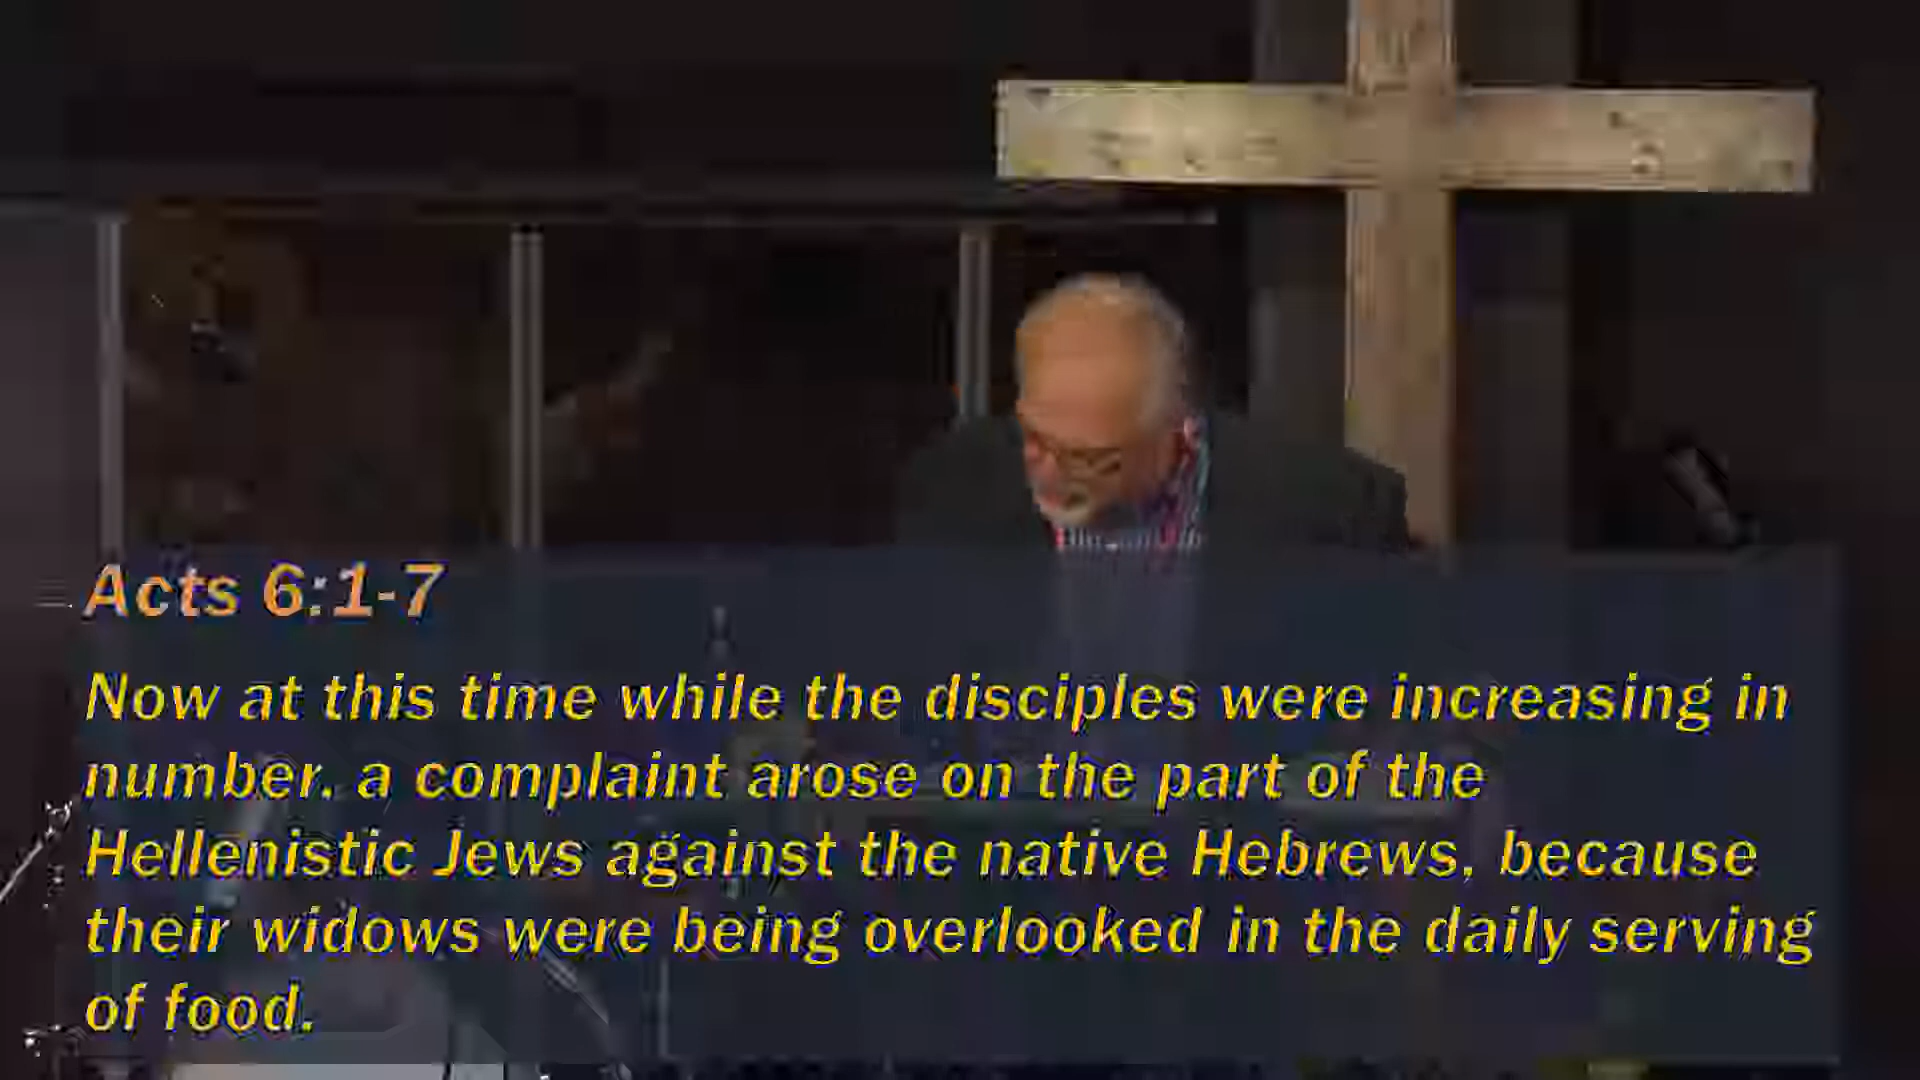 Acts 6:1-7
Now at this time while the disciples were increasing in
number, a complaint arose on the part of the
Hellenistic Jews against the native Hebrews, because
their widows were being overlooked in the daily serving
of food.